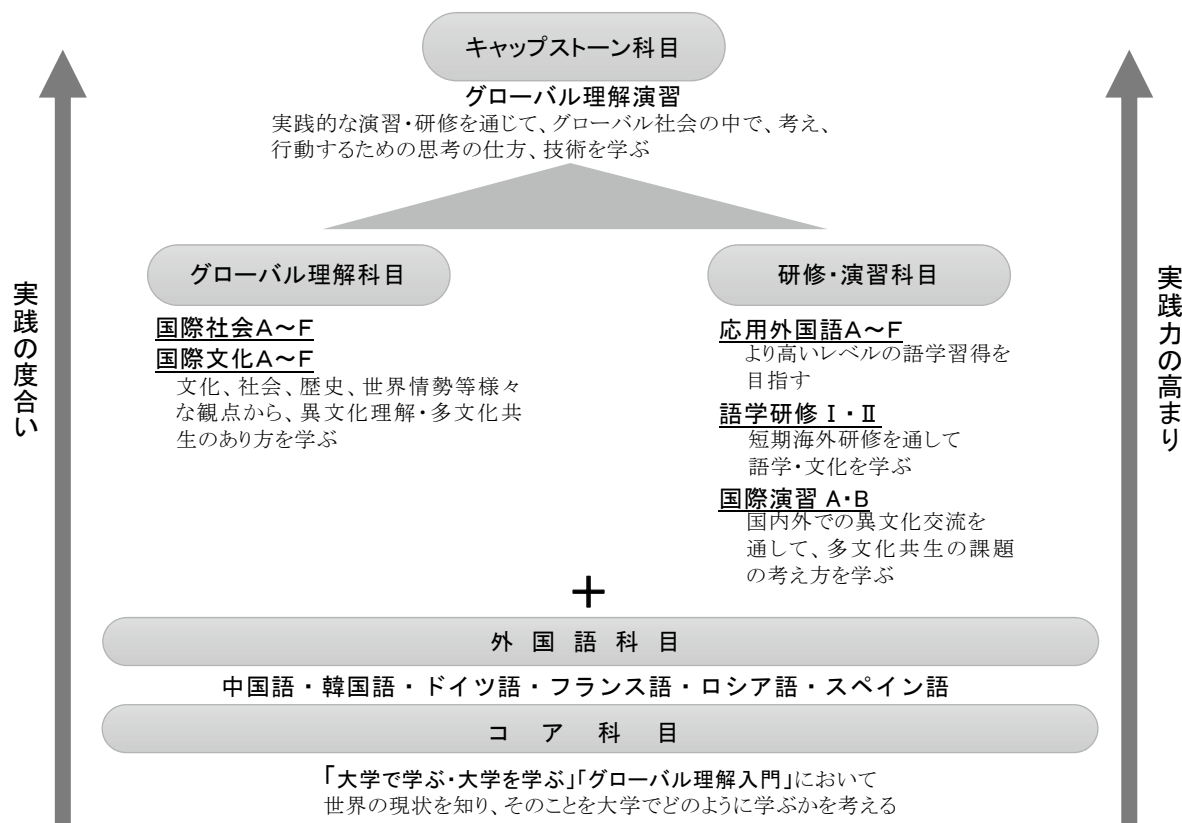 キャップストーン科目
グローバル理解演習
実践的な演習・研修を通じて、グローバル社会の中で、考え、
行動するための思考の仕方、技術を学ぶ
実践の度合い
グローバル理解科目
国際社会A～F
国際文化A～F
文化、社会、歴史、世界情勢等様々
な観点から、異文化理解・多文化共
生のあり方を学ぶ
研修・演習科目
応用外国語A～F
より高いレベルの語学習得を
目指す
語学研修 Ⅰ・Ⅱ
短期海外研修を通して
語学・文化を学ぶ
国際演習 A・B
国内外での異文化交流を
通して、多文化共生の課題
の考え方を学ぶ
実践力の高まり
＋
外国語科目
中国語・韓国語・ドイツ語・フランス語・ロシア語・スペイン語
コア科目
「大学で学ぶ・大学を学ぶ」「グローバル理解入門」において
世界の現状を知り、そのことを大学でどのように学ぶかを考える